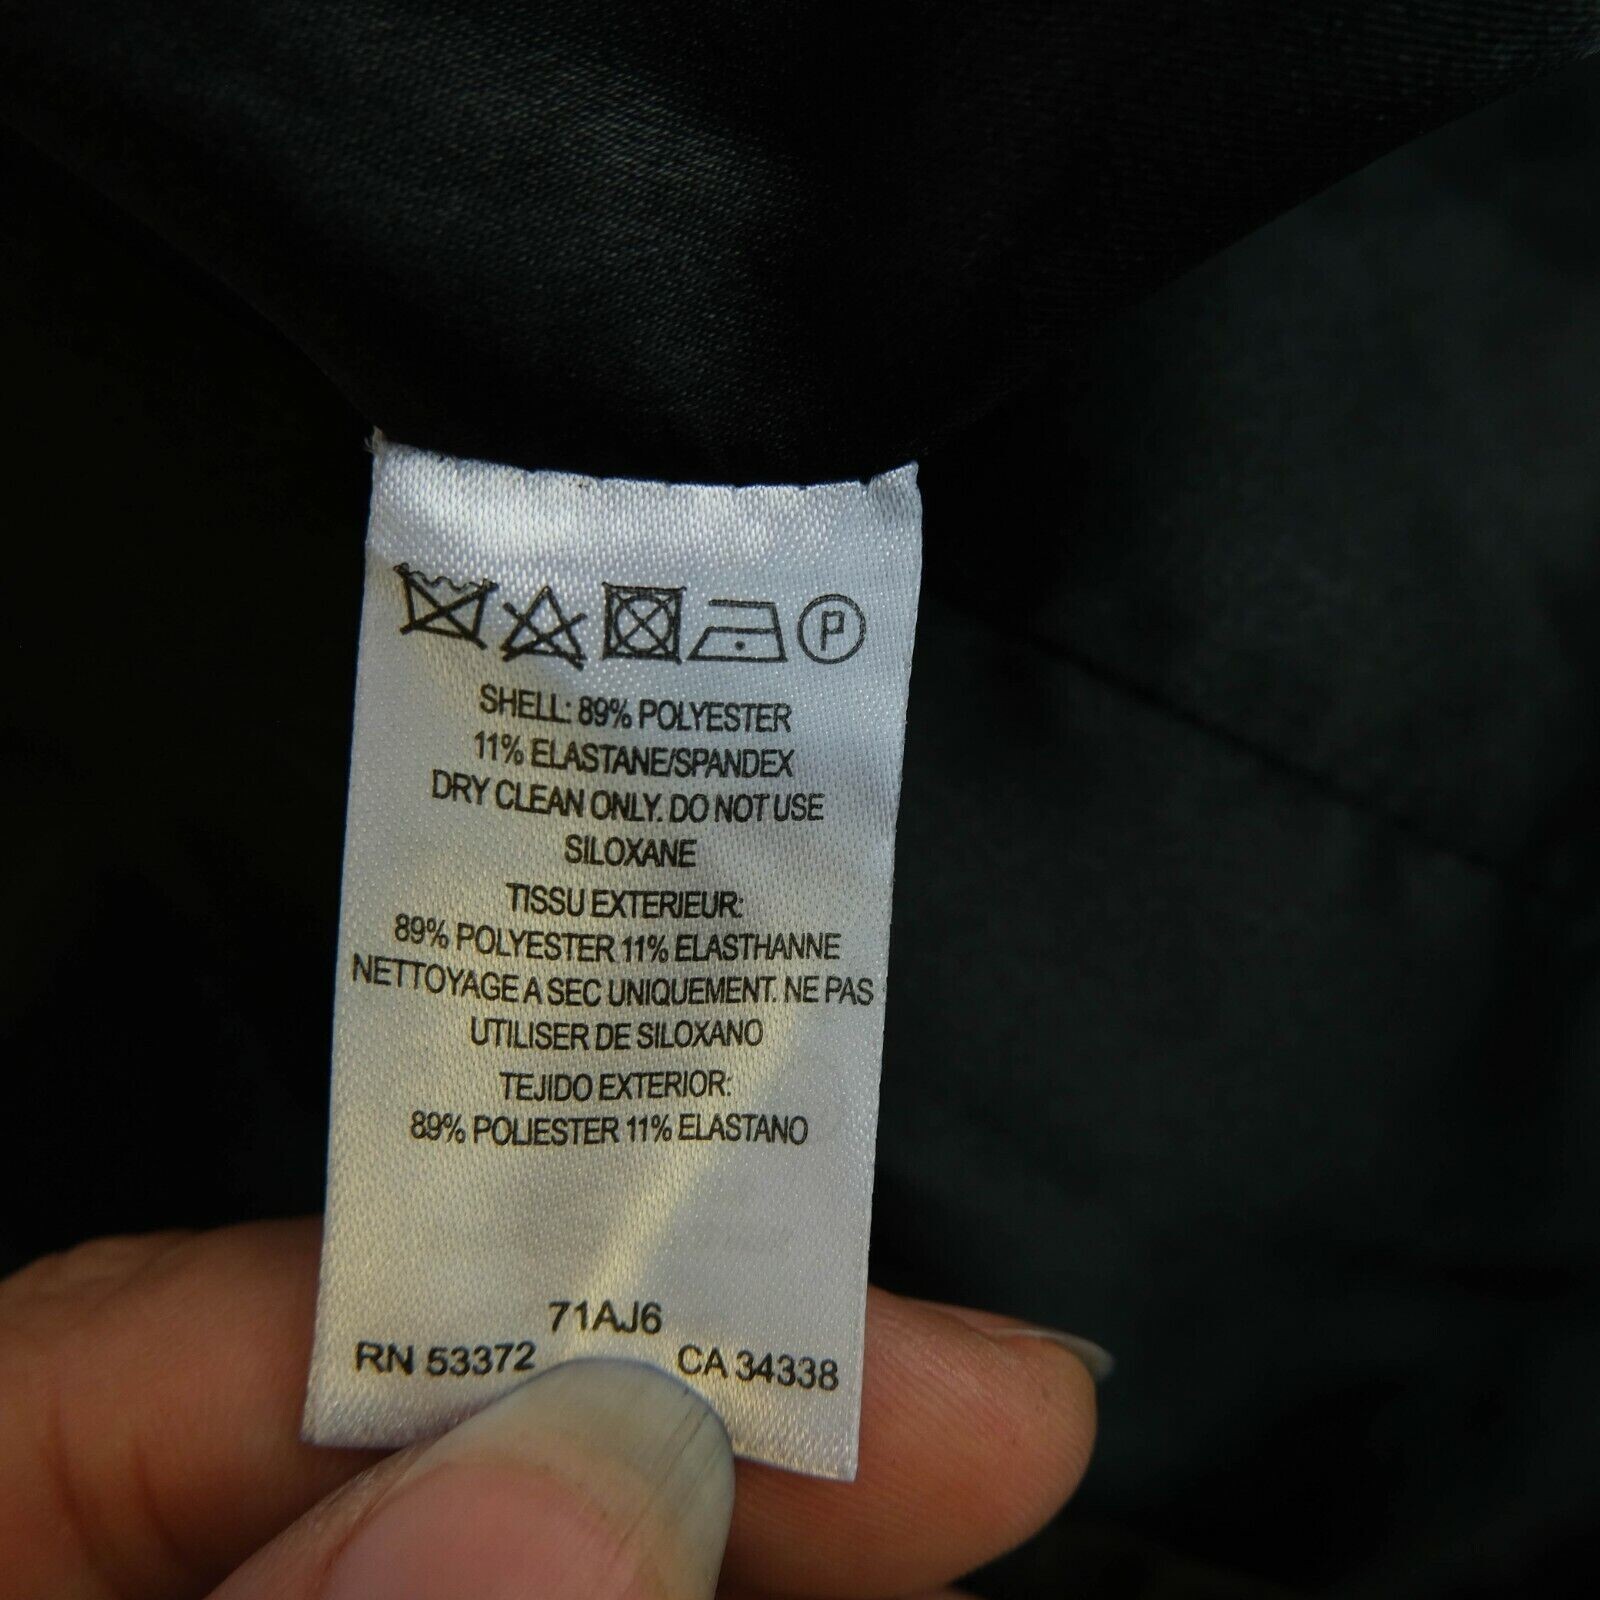 P
SHELL: 89% POLYESTER
11% ELASTANE/SPANDEX
DRY CLEAN ONLY. DO NOT USE
SILOXANE
TISSU EXTERIEUR:
89% POLYESTER 11% ELASTHANNE
NETTOYAGE A SEC UNIQUEMENT. NE PAS
UTILISER DE SILOXANO
TEJIDO EXTERIOR:
89% POLIESTER 11% ELASTANO
71AJ6
RN 53372 CA 34338